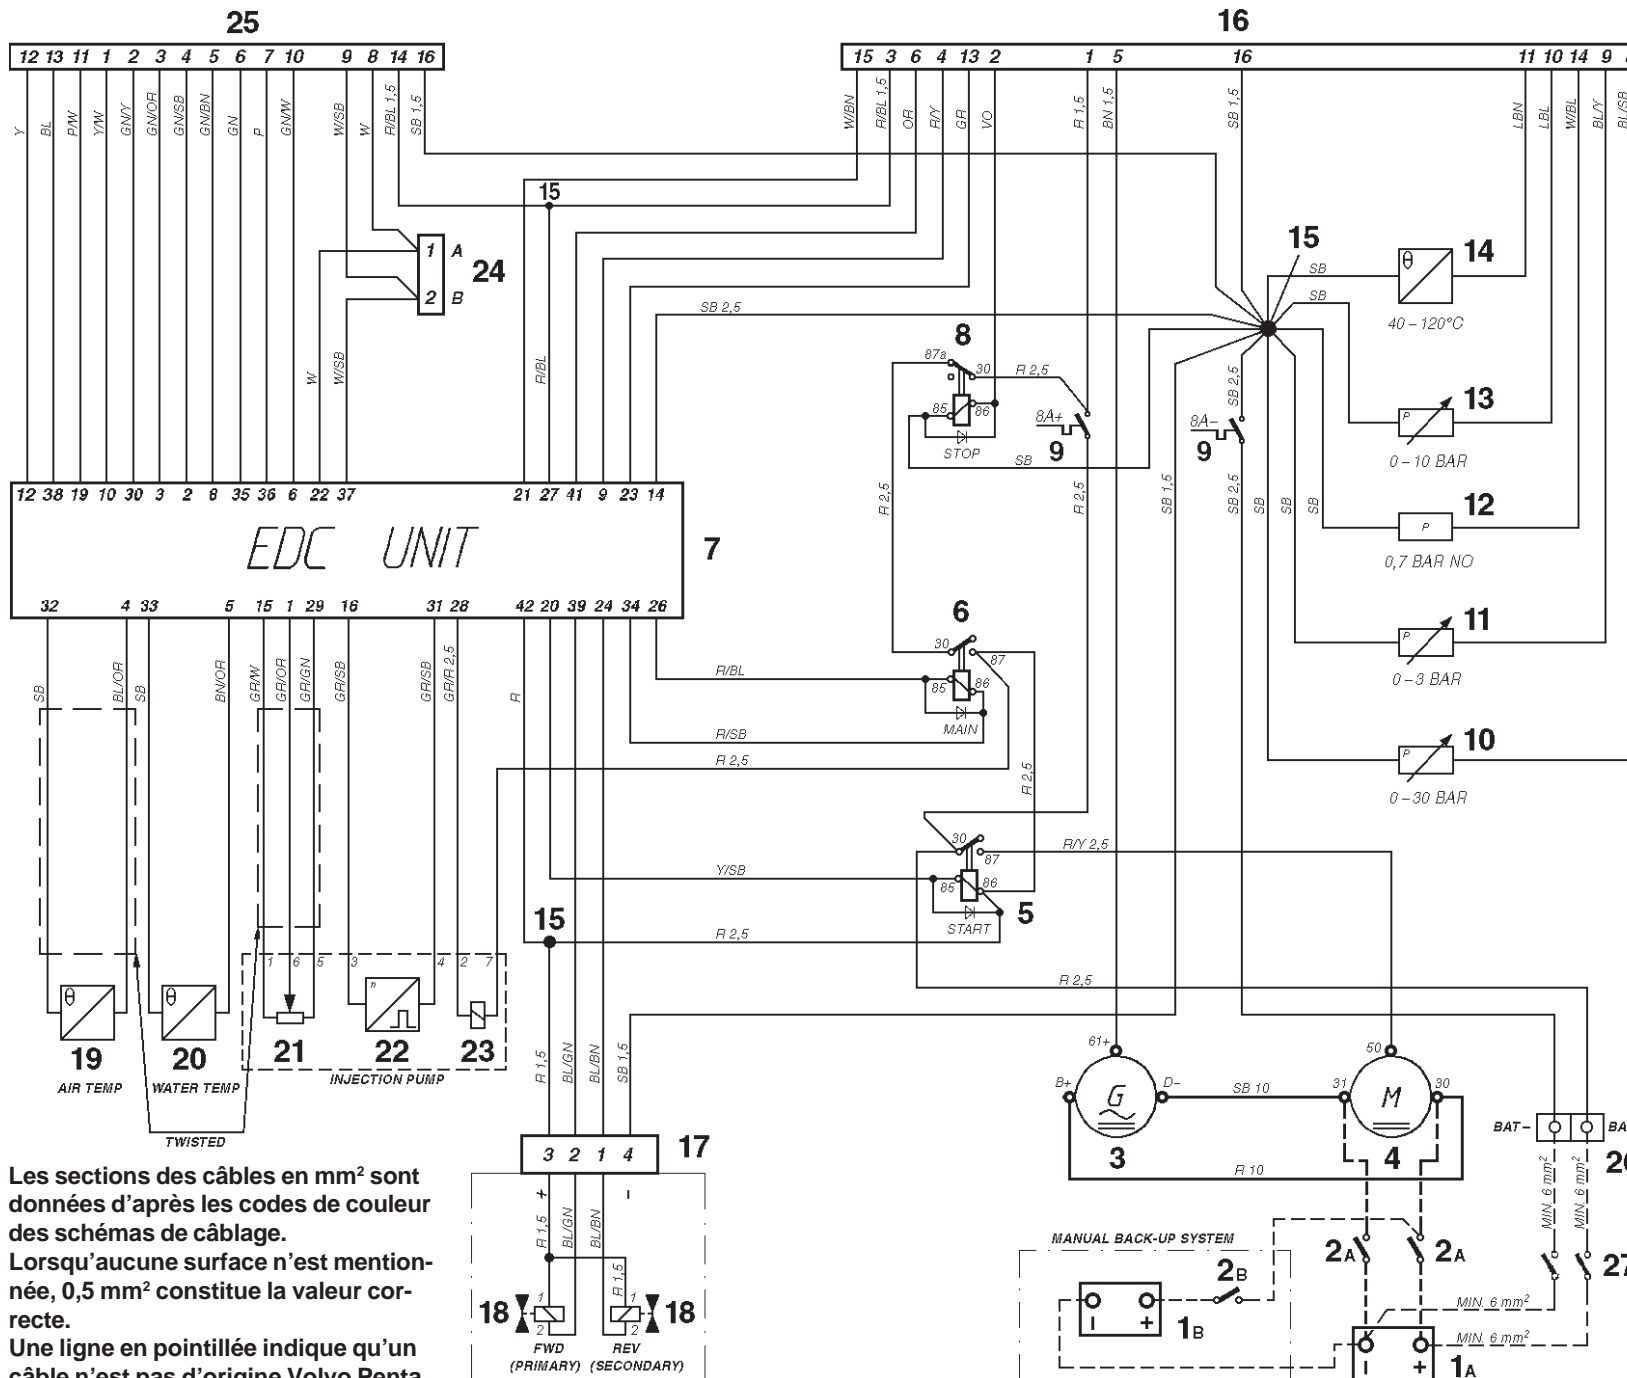 25
16
12 13 11 1 2 3 4 5 6 7 10 9 8 14 16
15 3 6 4 13 2 1 5 16 11 10 14 9
Y BL P/W Y/W GN/Y GN/OR GN/SB GN/BN GN P GN/W W/SB W R/BL 1,5 SB 1,5
W/BN R/BL 1,5 OR R/Y GR VO R 1,5 BN 1,5 SB 1,5 LBN LBL W/BL BL/Y BL/SB
15
1 A
24
2 B
15
14
SB
SB
40–120°C
SB 2,5
W W/SB R/BL
8
87a 30 R 2,5
85 86
STOP
SB
8A+
9
8A–
9
SB 2,5
13
P
0–10 BAR
R 2,5 R 2,5 SB 1,5 SB 2,5 SB SB SB
12 38 19 10 30 3 2 8 35 36 6 22 37 21 27 41 9 23 14
EDC UNIT
7
12
P
0,7 BAR NO
32 4 33 5 15 1 29 16 31 28 42 20 39 24 34 26
6
30
87
85 86
MAIN
11
P
0–3 BAR
SB BL/OR SB BN/OR GR/W GR/OR GR/GN GR/SB GR/SB GR/R 2,5 R
R/BL
R/SB
R 2,5
R 2,5
10
P
0–30 BAR
30
87
R/Y 2,5
Y/SB
85 86
5
START
15
R 2,5
1 6 5 3 4 2 7
R 2,5
19
AIR TEMP
20
WATER TEMP
21
22
n
23
INJECTION PUMP
TWISTED
R 1,5 BL/GN BL/BN SB 1,5
61+
B+ G D–
3
SB 10
50
31 M 30
4
R 10
BAT – BA
26
MIN. 6 mm² MIN. 6 mm²
3 2 1 4
17
+ –
R 1,5 BL/GN BL/BN R 1,5
18 1 2
1 2 18
FWD
(PRIMARY)
REV
(SECONDARY)
MANUAL BACK-UP SYSTEM
2A 2A
2B
27
– +
1B
MIN. 6 mm²
MIN. 6 mm²
– +
1A
Les sections des câbles en mm² sont
données d'après les codes de couleur
des schémas de câblage.
Lorsqu'aucune surface n'est mention-
née, 0,5 mm² constitue la valeur cor-
recte.
Une ligne en pointillée indique qu'un
câble n'est pas d'origine Volvo Penta